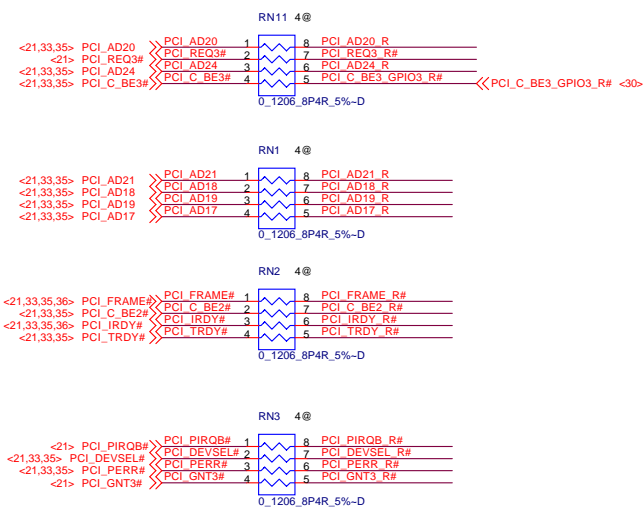 RN11 4@
<21,33,35> PCI_AD20 PCI_AD20 1 8 PCI_AD20_R
<21> PCI_REQ3# PCI_REQ3# 2 7 PCI_REQ3_R#
<21,33,35> PCI_AD24 PCI_AD24 3 6 PCI_AD24_R
<21,33,35> PCI_C_BE3# PCI_C_BE3# 4 5 PCI_C_BE3_GPIO3_R# PCI_C_BE3_GPIO3_R# <30>
0_1206_8P4R_5%~D
RN1 4@
<21,33,35> PCI_AD21 PCI_AD21 1 8 PCI_AD21_R
<21,33,35> PCI_AD18 PCI_AD18 2 7 PCI_AD18_R
<21,33,35> PCI_AD19 PCI_AD19 3 6 PCI_AD19_R
<21,33,35> PCI_AD17 PCI_AD17 4 5 PCI_AD17_R
0_1206_8P4R_5%~D
RN2 4@
<21,33,35,36> PCI_FRAME# PCI_FRAME# 1 8 PCI_FRAME_R#
<21,33,35> PCI_C_BE2# PCI_C_BE2# 2 7 PCI_C_BE2_R#
<21,33,35,36> PCI_IRDY# PCI_IRDY# 3 6 PCI_IRDY_R#
<21,33,35> PCI_TRDY# PCI_TRDY# 4 5 PCI_TRDY_R#
0_1206_8P4R_5%~D
RN3 4@
<21> PCI_PIRQB# PCI_PIRQB# 1 8 PCI_PIRQB_R#
<21,33,35> PCI_DEVSEL# PCI_DEVSEL# 2 7 PCI_DEVSEL_R#
<21,33,35> PCI_PERR# PCI_PERR# 3 6 PCI_PERR_R#
<21> PCI_GNT3# PCI_GNT3# 4 5 PCI_GNT3_R#
0_1206_8P4R_5%~D